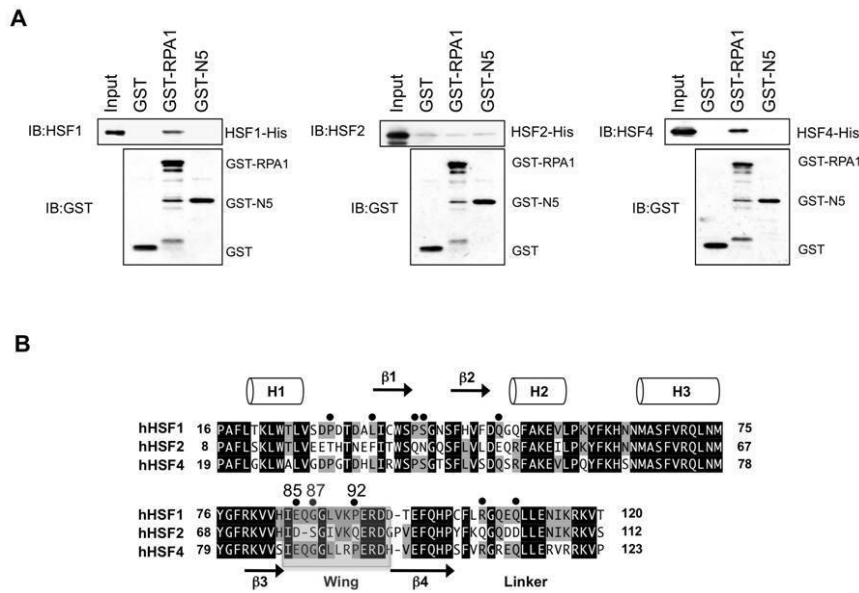 A
Input
GST
GST-RPA1
GST-N5
IB:HSF1
HSF1-His
IB:GST
GST-RPA1
GST-N5
GST
Input
GST
GST-RPA1
GST-N5
IB:HSF2
HSF2-His
IB:GST
GST-RPA1
GST-N5
GST
Input
GST
GST-RPA1
GST-N5
IB:HSF4
HSF4-His
IB:GST
GST-RPA1
GST-N5
GST
B
H1 β1 β2 H2 H3
hHSF1 16 PAFLTKLWTLVSDPDTDALICWSPSGNSFHVFDQGQFAKEVLPKYFKHNNMASFVRQLNM 75
hHSF2 8 PAFLSKLWTLVEETHTNEFITWSQNGQSFLVLDEQRFAKEILPKYFKHNNMASFVRQLNM 67
hHSF4 19 PAFLGKLWALVGDPGTDHLIRWSPSGTSFLVSDQSRFAKEVLPQYFKHSNMASFVRQLNM 78
85 87 92
hHSF1 76 YGFRKVVHIEQGGLVKPERDD-TEFQHPCFLRGQEQLLENIKRKVT 120
hHSF2 68 YGFRKVVHID-SGIVKQERDGPVEFQHPYFKQGQDDLLENIKRKVT 112
hHSF4 79 YGFRKVVSIEQGGLLRPERDH-VEFQHPSFVRGREQLLERVRRKVP 123
β3 Wing β4 Linker